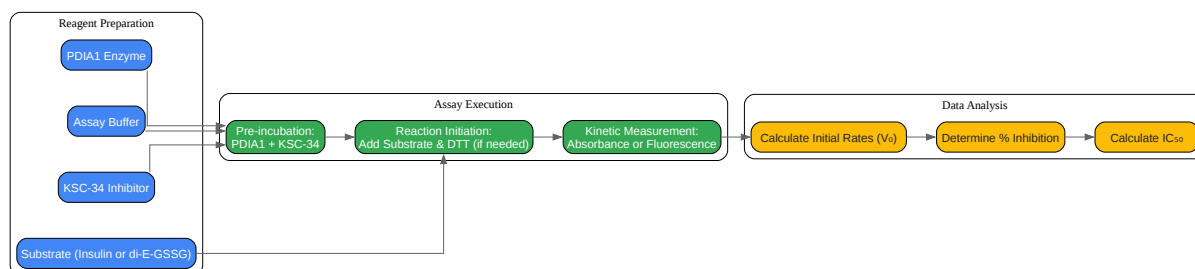 Reagent Preparation
PDIA1 Enzyme
Assay Buffer
KSC-34 Inhibitor
Substrate (Insulin or di-E-GSSG)
Assay Execution
Pre-incubation:
PDIA1 + KSC-34
Reaction Initiation:
Add Substrate & DTT (if needed)
Kinetic Measurement:
Absorbance or Fluorescence
Data Analysis
Calculate Initial Rates (V₀)
Determine % Inhibition
Calculate IC₅₀